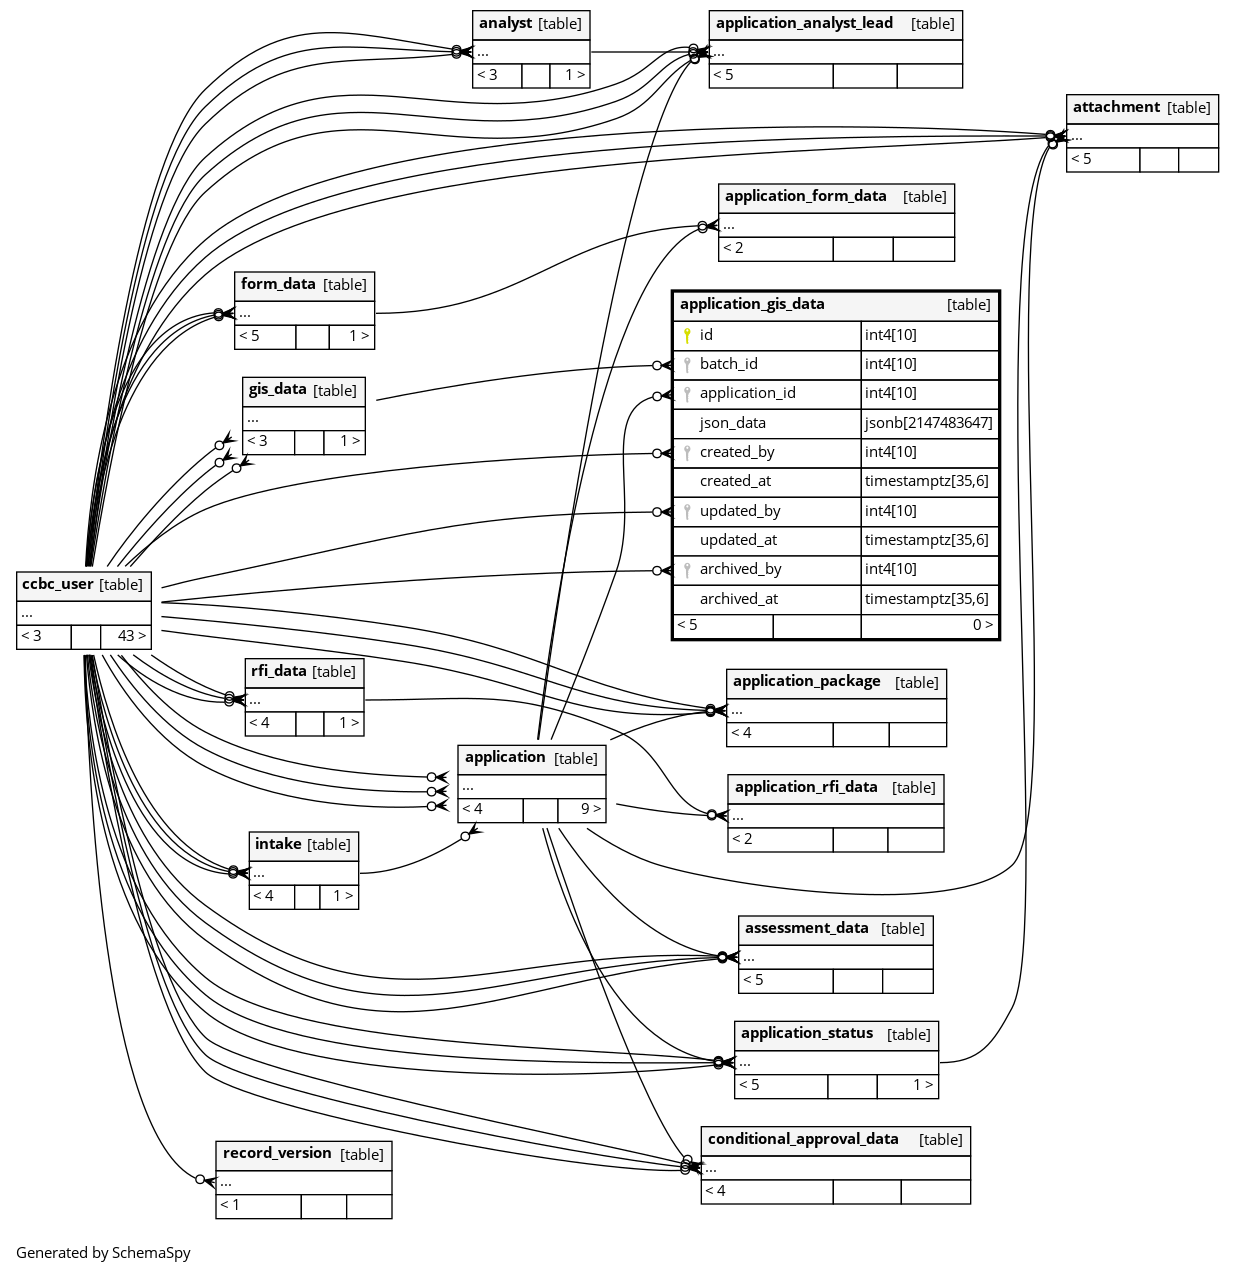 analyst [table]
...
< 3 1 >
application_analyst_lead [table]
...
< 5
attachment [table]
...
< 5
application_form_data [table]
...
< 2
form_data [table]
...
< 5 1 >
application_gis_data [table]
id int4[10]
batch_id int4[10]
application_id int4[10]
json_data jsonb[2147483647]
created_by int4[10]
created_at timestamptz[35,6]
updated_by int4[10]
updated_at timestamptz[35,6]
archived_by int4[10]
archived_at timestamptz[35,6]
< 5 0 >
gis_data [table]
...
< 3 1 >
ccbc_user [table]
...
< 3 43 >
rfi_data [table]
...
< 4 1 >
application_package [table]
...
< 4
application [table]
...
< 4 9 >
application_rfi_data [table]
...
< 2
intake [table]
...
< 4 1 >
assessment_data [table]
...
< 5
application_status [table]
...
< 5 1 >
conditional_approval_data [table]
...
< 4
record_version [table]
...
< 1
Generated by SchemaSpy